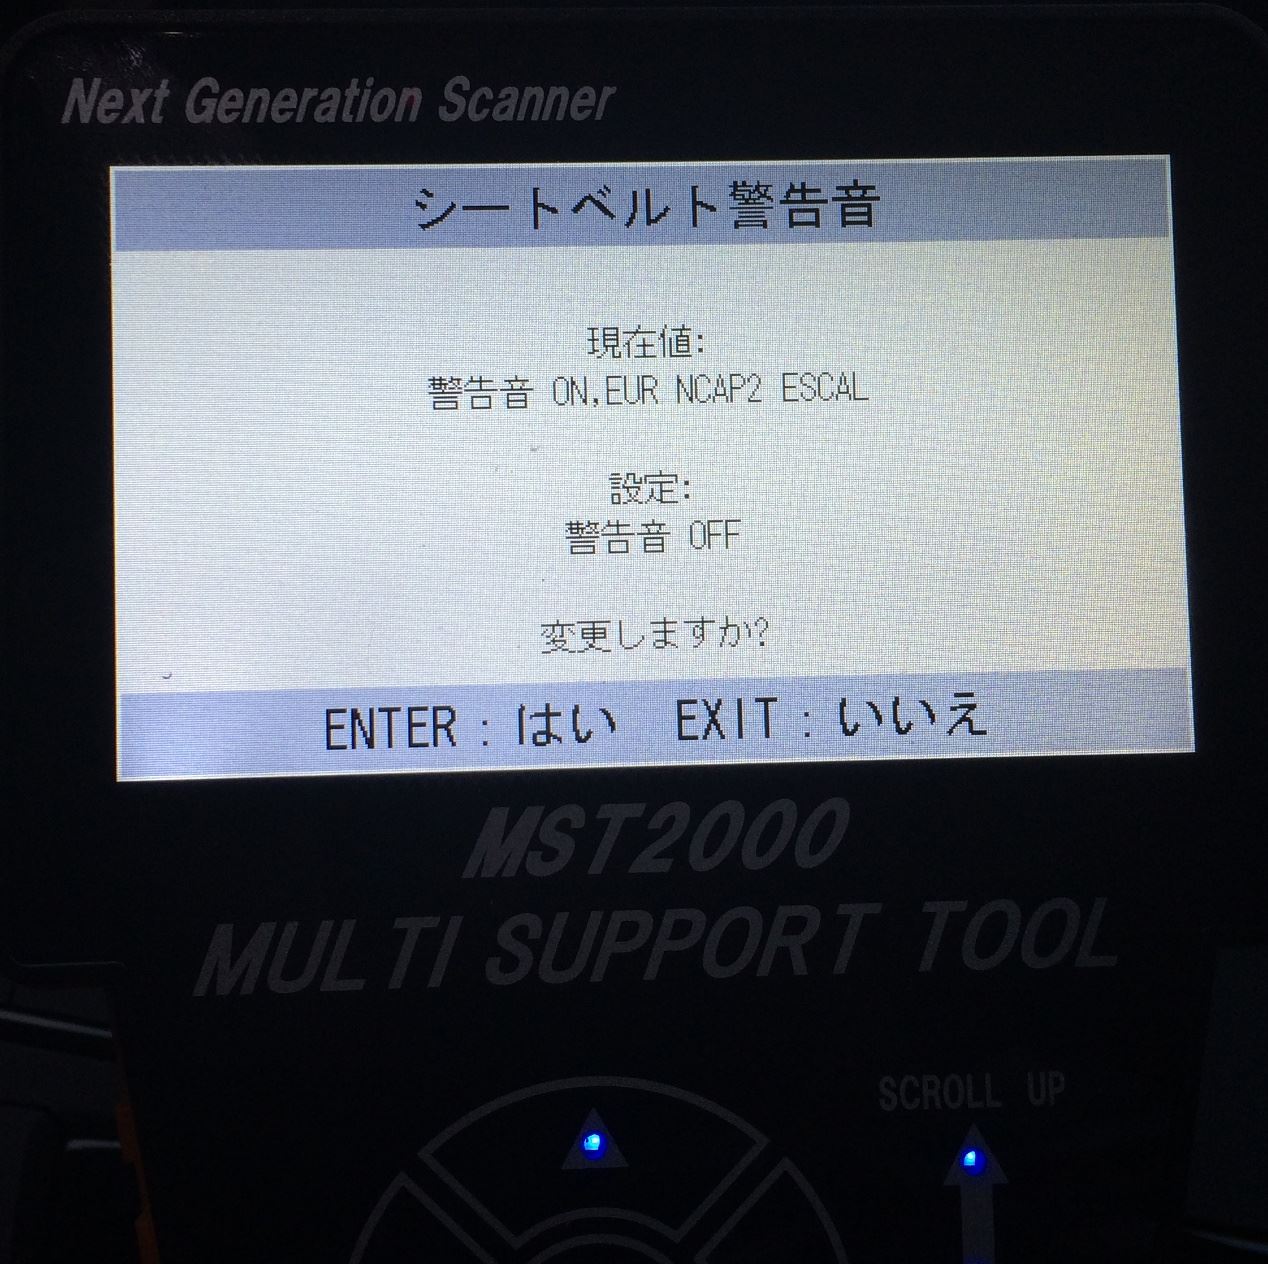 Next Generation Scanner
シートベルト警告音
現在値:
警告音 ON,EUR NCAP2 ESCAL
設定:
警告音 OFF
変更しますか?
ENTER : はい EXIT : いいえ
MST2000
MULTI SUPPORT TOOL
SCROLL UP